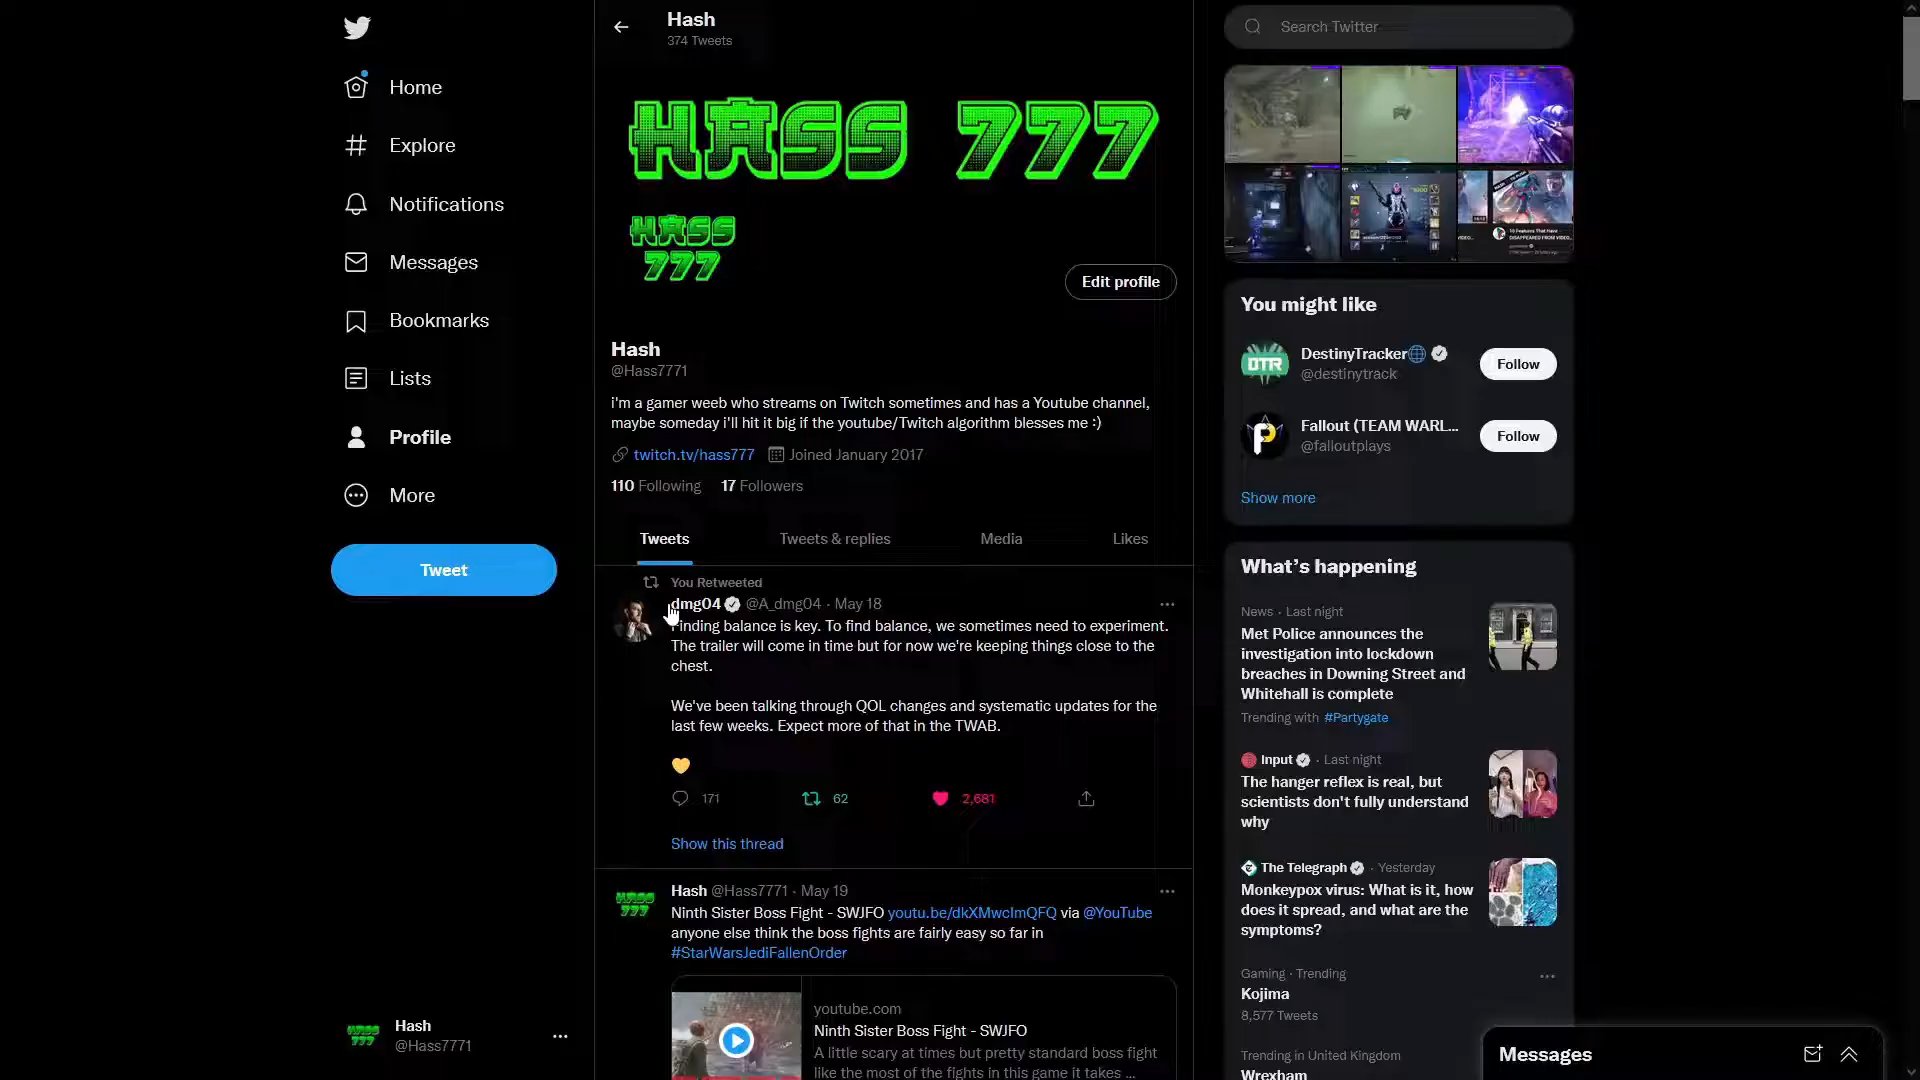 Home
Explore
Notifications
Messages
Bookmarks
Lists
Profile
More
Tweet
Hash
@Hass7771
Hash
374 Tweets
HASS 777
HASS
777
Edit profile
Hash
@Hass7771
i'm a gamer weeb who streams on Twitch sometimes and has a Youtube channel,
maybe someday i'll hit it big if the youtube/Twitch algorithm blesses me :)
twitch.tv/hass777 Joined January 2017
110 Following 17 Followers
Tweets Tweets & replies Media Likes
You Retweeted
dmg04 @A_dmg04 · May 18
Finding balance is key. To find balance, we sometimes need to experiment.
The trailer will come in time but for now we're keeping things close to the
chest.
We've been talking through QOL changes and systematic updates for the
last few weeks. Expect more of that in the TWAB.
171 62 2,681
Show this thread
HASS
777
Hash @Hass7771 · May 19
Ninth Sister Boss Fight - SWJFO youtu.be/dkXMwcImQFQ via @YouTube
anyone else think the boss fights are fairly easy so far in
#StarWarsJediFallenOrder
youtube.com
Ninth Sister Boss Fight - SWJFO
A little scary at times but pretty standard boss fight
like the most of the fights in this game it takes ...
Search Twitter
You might like
DTR
DestinyTracker
@destinytrack
Follow
Fallout (TEAM WARL...
@falloutplays
Follow
Show more
What's happening
News · Last night
Met Police announces the
investigation into lockdown
breaches in Downing Street and
Whitehall is complete
Trending with #Partygate
Input · Last night
The hanger reflex is real, but
scientists don't fully understand
why
The Telegraph · Yesterday
Monkeypox virus: What is it, how
does it spread, and what are the
symptoms?
Gaming · Trending
Kojima
8,577 Tweets
Trending in United Kingdom
Wrexham
Messages